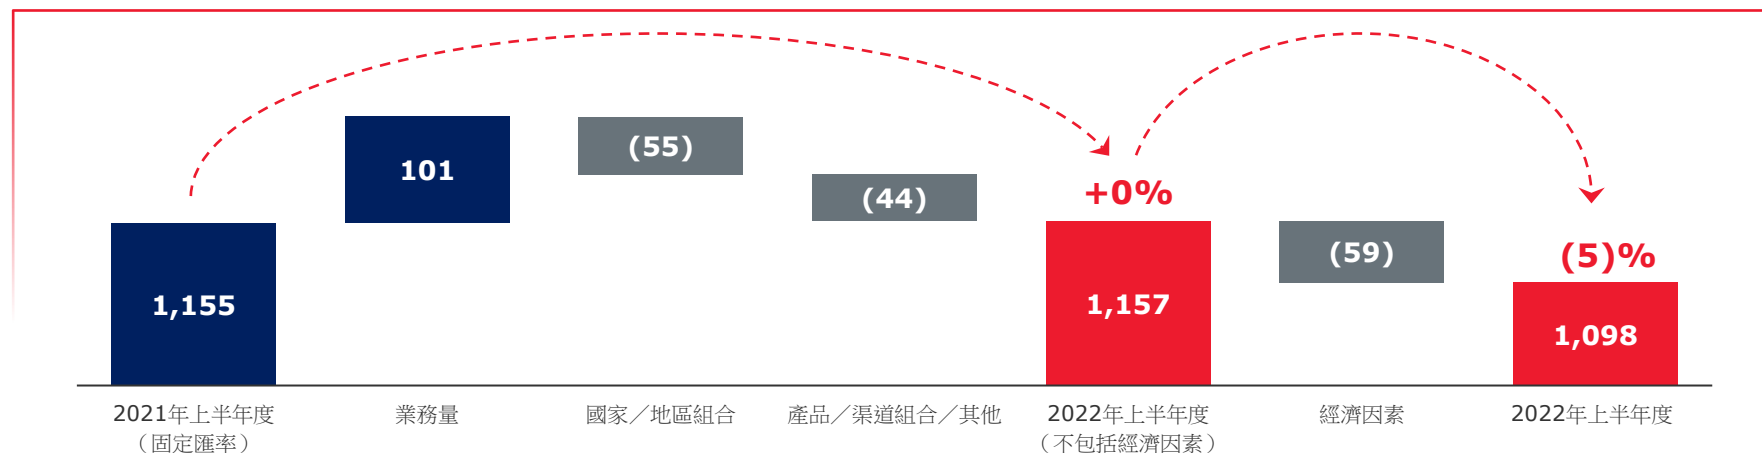 101
(55)
(44)
+0%
1,155
1,157
(59)
(5)%
1,098
2021年上半年度
（固定匯率）
業務量
國家／地區組合
產品／渠道組合／其他
2022年上半年度
（不包括經濟因素）
經濟因素
2022年上半年度